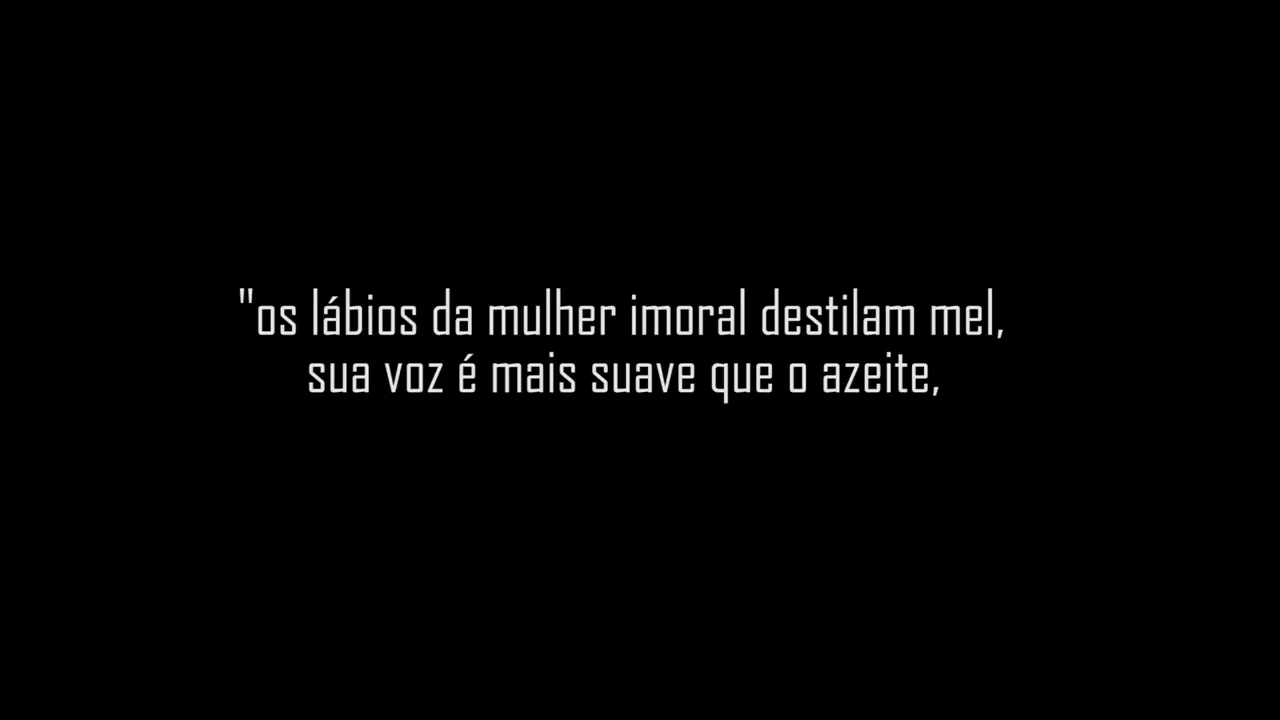 "os lábios da mulher imoral destilam mel,
sua voz é mais suave que o azeite,